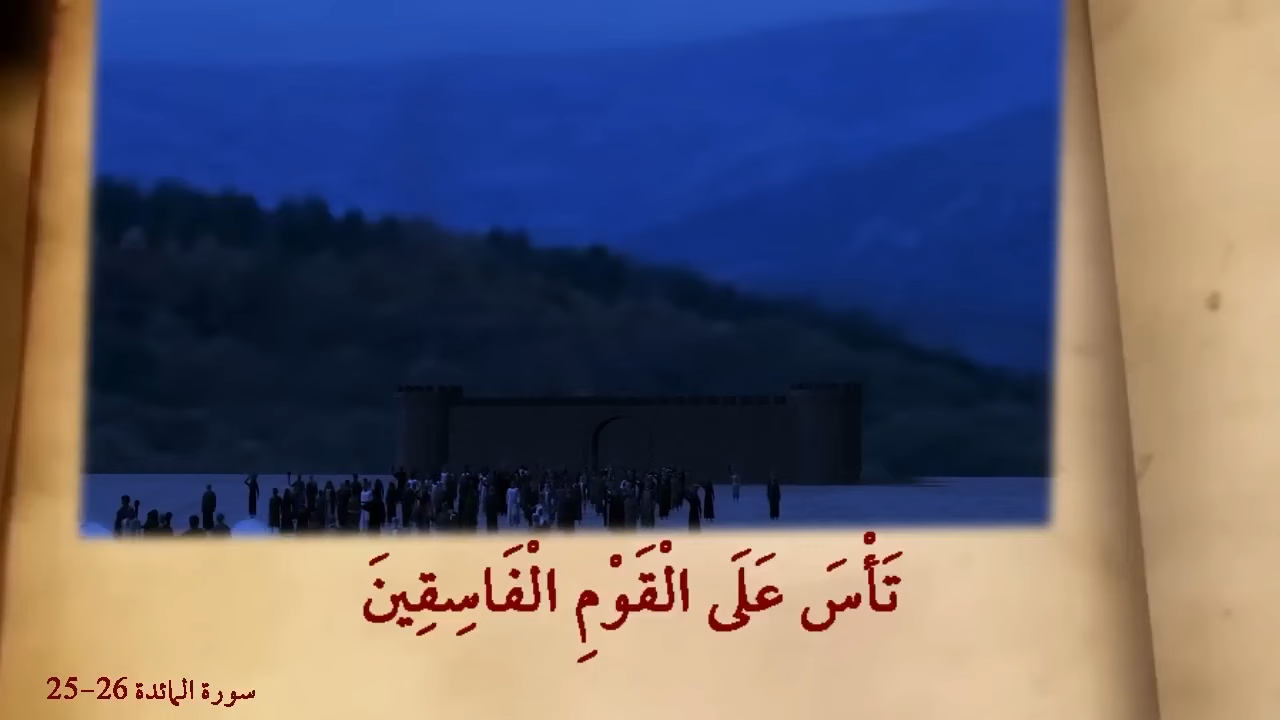 تَأْسَ عَلَى الْقَوْمِ الْفَاسِقِينَ
سورة المائدة 26-25